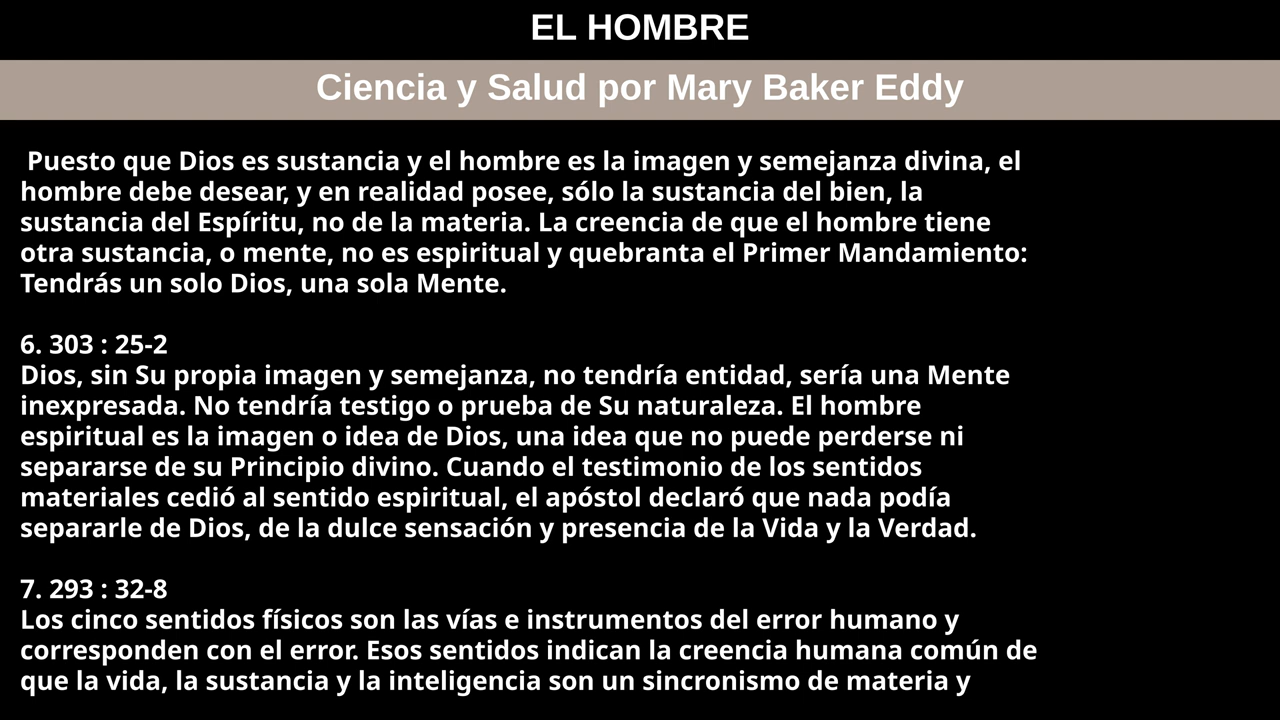 EL HOMBRE
Ciencia y Salud por Mary Baker Eddy
Puesto que Dios es sustancia y el hombre es la imagen y semejanza divina, el
hombre debe desear, y en realidad posee, sólo la sustancia del bien, la
sustancia del Espíritu, no de la materia. La creencia de que el hombre tiene
otra sustancia, o mente, no es espiritual y quebranta el Primer Mandamiento:
Tendrás un solo Dios, una sola Mente.
6. 303 : 25-2
Dios, sin Su propia imagen y semejanza, no tendría entidad, sería una Mente
inexpresada. No tendría testigo o prueba de Su naturaleza. El hombre
espiritual es la imagen o idea de Dios, una idea que no puede perderse ni
separarse de su Principio divino. Cuando el testimonio de los sentidos
materiales cedió al sentido espiritual, el apóstol declaró que nada podía
separarle de Dios, de la dulce sensación y presencia de la Vida y la Verdad.
7. 293 : 32-8
Los cinco sentidos físicos son las vías e instrumentos del error humano y
corresponden con el error. Esos sentidos indican la creencia humana común de
que la vida, la sustancia y la inteligencia son un sincronismo de materia y